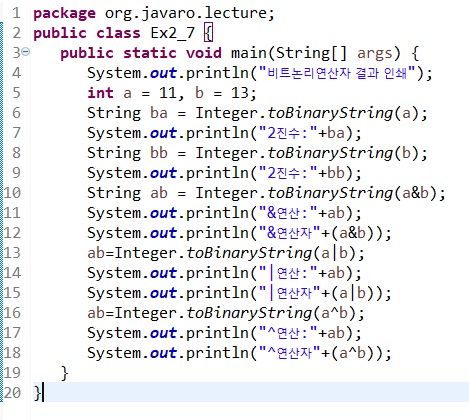 1 package org.javaro.lecture;
2 public class Ex2_7 {
3 public static void main(String[] args) {
4 System.out.println("비트논리연산자 결과 인쇄");
5 int a = 11, b = 13;
6 String ba = Integer.toBinaryString(a);
7 System.out.println("2진수:"+ba);
8 String bb = Integer.toBinaryString(b);
9 System.out.println("2진수:"+bb);
10 String ab = Integer.toBinaryString(a&b);
11 System.out.println("&연산:"+ab);
12 System.out.println("&연산자"+(a&b));
13 ab=Integer.toBinaryString(a|b);
14 System.out.println("|연산:"+ab);
15 System.out.println("|연산자"+(a|b));
16 ab=Integer.toBinaryString(a^b);
17 System.out.println("^연산:"+ab);
18 System.out.println("^연산자"+(a^b));
19 }
20 }